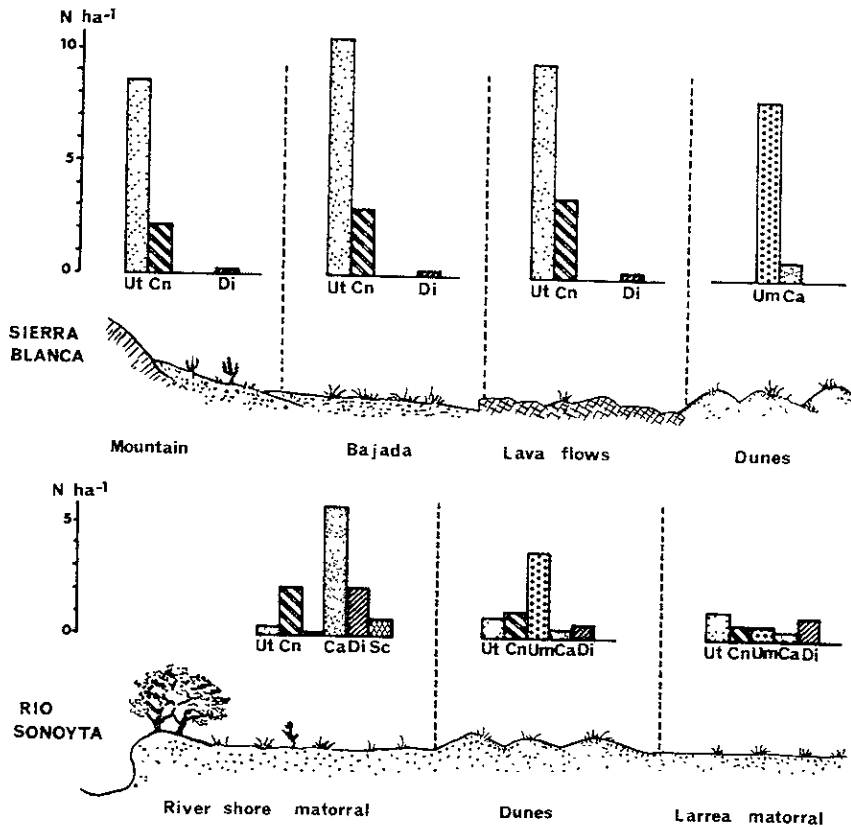 N ha-1
10
5
0
Ut Cn Di
Ut Cn Di
Ut Cn Di
Um Ca
SIERRA
BLANCA
Mountain Bajada Lava flows Dunes
N ha-1
5
0
Ut Cn Ca Di Sc
Ut Cn Um Ca Di
Ut Cn Um Ca Di
RIO
SONOYTA
River shore matorral Dunes Larrea matorral